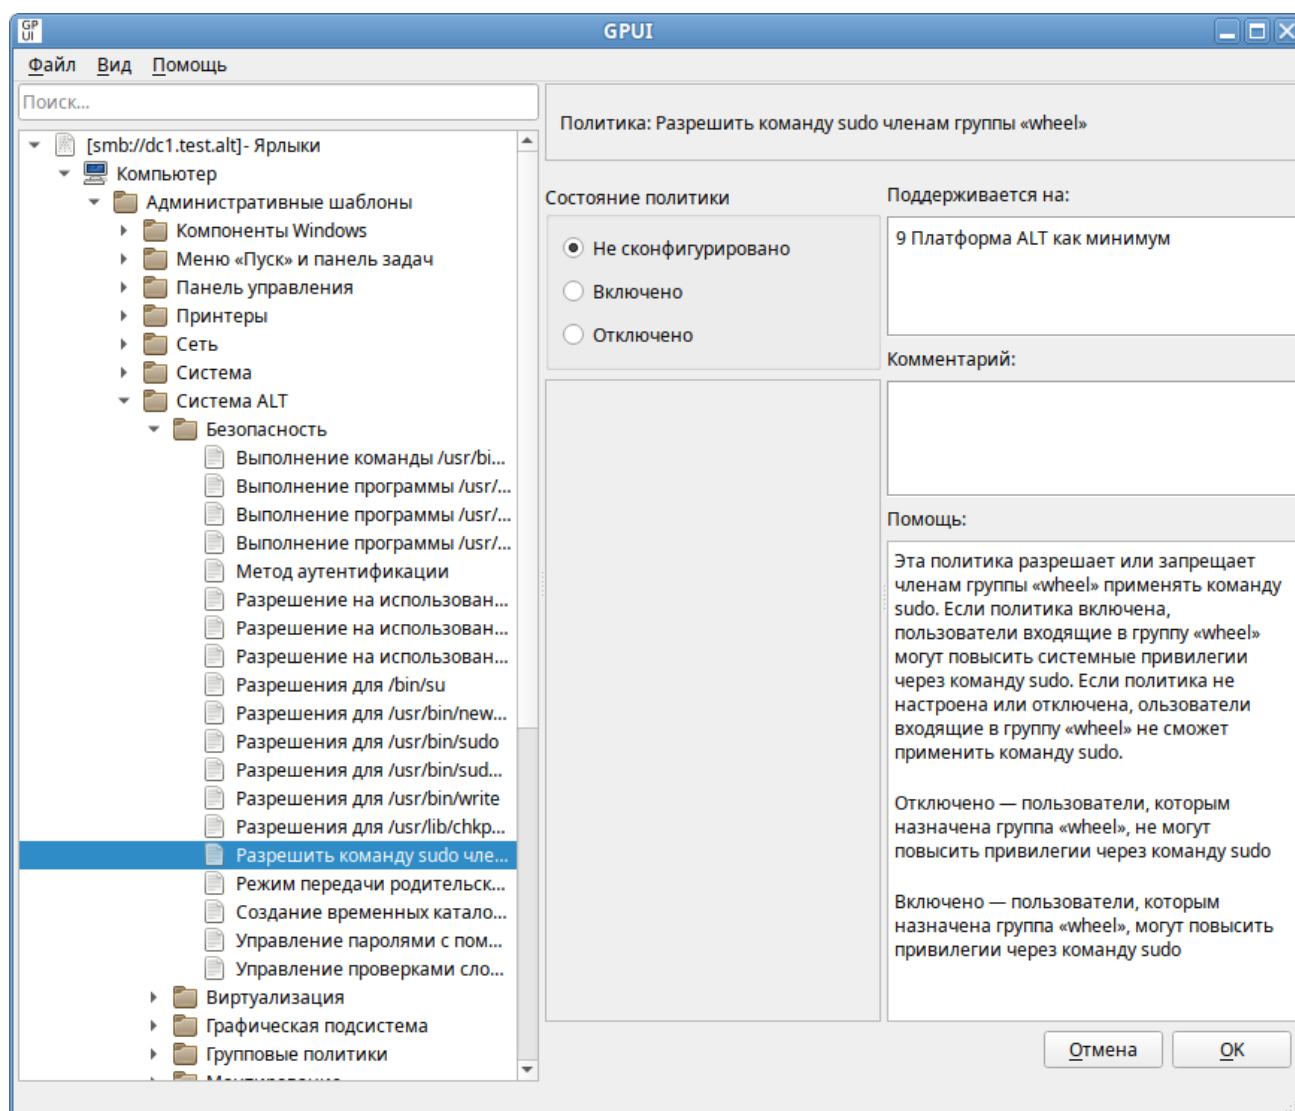 GP
UI
GPUI
Файл Вид Помощь
Поиск...
[smb://dc1.test.alt]- Ярлыки
Компьютер
Административные шаблоны
Компоненты Windows
Меню «Пуск» и панель задач
Панель управления
Принтеры
Сеть
Система
Система ALT
Безопасность
Выполнение команды /usr/bi...
Выполнение программы /usr/...
Выполнение программы /usr/...
Выполнение программы /usr/...
Метод аутентификации
Разрешение на использован...
Разрешение на использован...
Разрешение на использован...
Разрешения для /bin/su
Разрешения для /usr/bin/new...
Разрешения для /usr/bin/sudo
Разрешения для /usr/bin/sud...
Разрешения для /usr/bin/write
Разрешения для /usr/lib/chkp...
Разрешить команду sudo чле...
Режим передачи родительск...
Создание временных катало...
Управление паролями с пом...
Управление проверками сло...
Виртуализация
Графическая подсистема
Групповые политики
Политика: Разрешить команду sudo членам группы «wheel»
Состояние политики
Не сконфигурировано
Включено
Отключено
Поддерживается на:
9 Платформа ALT как минимум
Комментарий:
Помощь:
Эта политика разрешает или запрещает
членам группы «wheel» применять команду
sudo. Если политика включена,
пользователи входящие в группу «wheel»
могут повысить системные привилегии
через команду sudo. Если политика не
настроена или отключена, ользователи
входящие в группу «wheel» не сможет
применить команду sudo.
Отключено — пользователи, которым
назначена группа «wheel», не могут
повысить привилегии через команду sudo
Включено — пользователи, которым
назначена группа «wheel», могут повысить
привилегии через команду sudo
Отмена OK